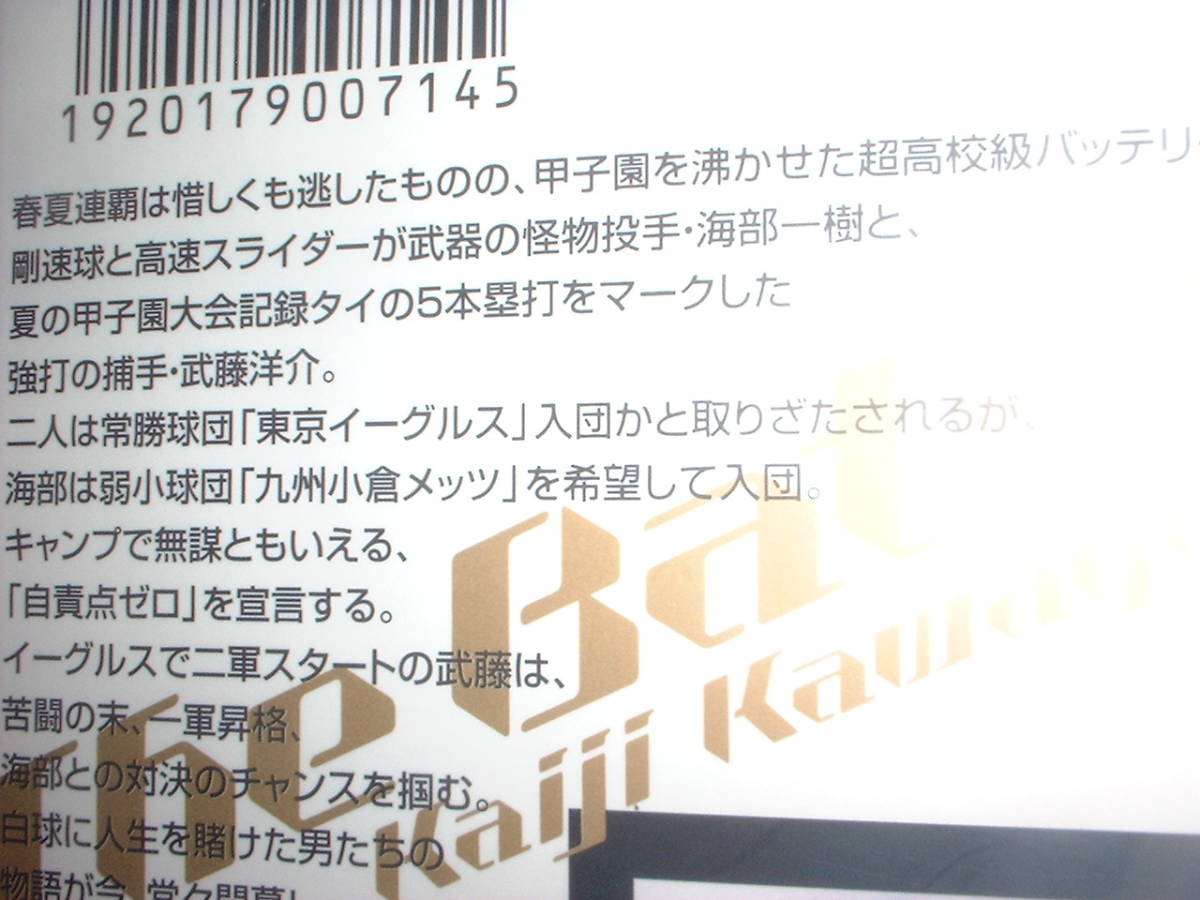 1920179007145
春夏連覇は惜しくも逃したものの、甲子園を沸かせた超高校級バッテリー
剛速球と高速スライダーが武器の怪物投手・海部一樹と、
夏の甲子園大会記録タイの5本塁打をマークした
強打の捕手・武藤洋介。
二人は常勝球団「東京イーグルス」入団かと取りざたされるが、
海部は弱小球団「九州小倉メッツ」を希望して入団。
キャンプで無謀ともいえる、
「自責点ゼロ」を宣言する。
イーグルスで二軍スタートの武藤は、
苦闘の末、一軍昇格、
海部との対決のチャンスを掴む。
白球に人生を賭けた男たちの
物語が今、堂々開幕!
The Bat
Kaiji Kawaguchi